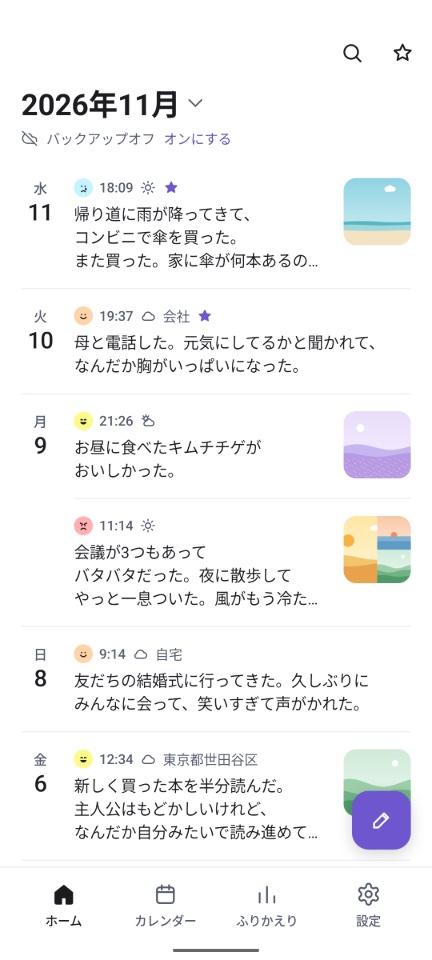 2026年11月
バックアップオフ オンにする
水
11
18:09
帰り道に雨が降ってきて、
コンビニで傘を買った。
また買った。家に傘が何本あるの…
火
10
19:37 会社
母と電話した。元気にしてるかと聞かれて、
なんだか胸がいっぱいになった。
月
9
21:26
お昼に食べたキムチチゲが
おいしかった。
11:14
会議が3つもあって
バタバタだった。夜に散歩して
やっと一息ついた。風がもう冷た…
日
8
9:14 自宅
友だちの結婚式に行ってきた。久しぶりに
みんなに会って、笑いすぎて声がかれた。
金
6
12:34 東京都世田谷区
新しく買った本を半分読んだ。
主人公はもどかしいけれど、
なんだか自分みたいで読み進めて…
ホーム
カレンダー
ふりかえり
設定